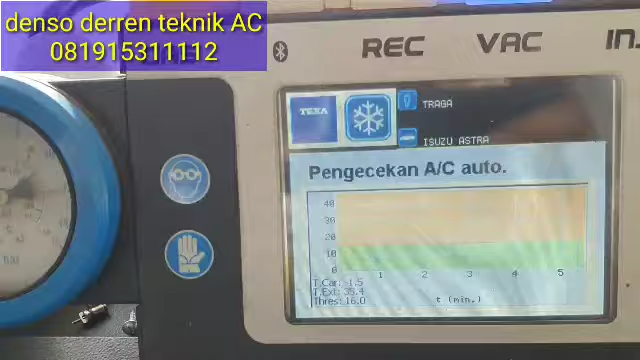 denso derren teknik AC
081915311112
REC
VAC
IN
TEXA
TRAGA
ISUZU ASTRA
Pengecekan A/C auto.
40
30
20
10
0
1 2 3 4 5
T.Car: -1.5
T.Ext: 35.4
Thres: 16.0
t (min,)